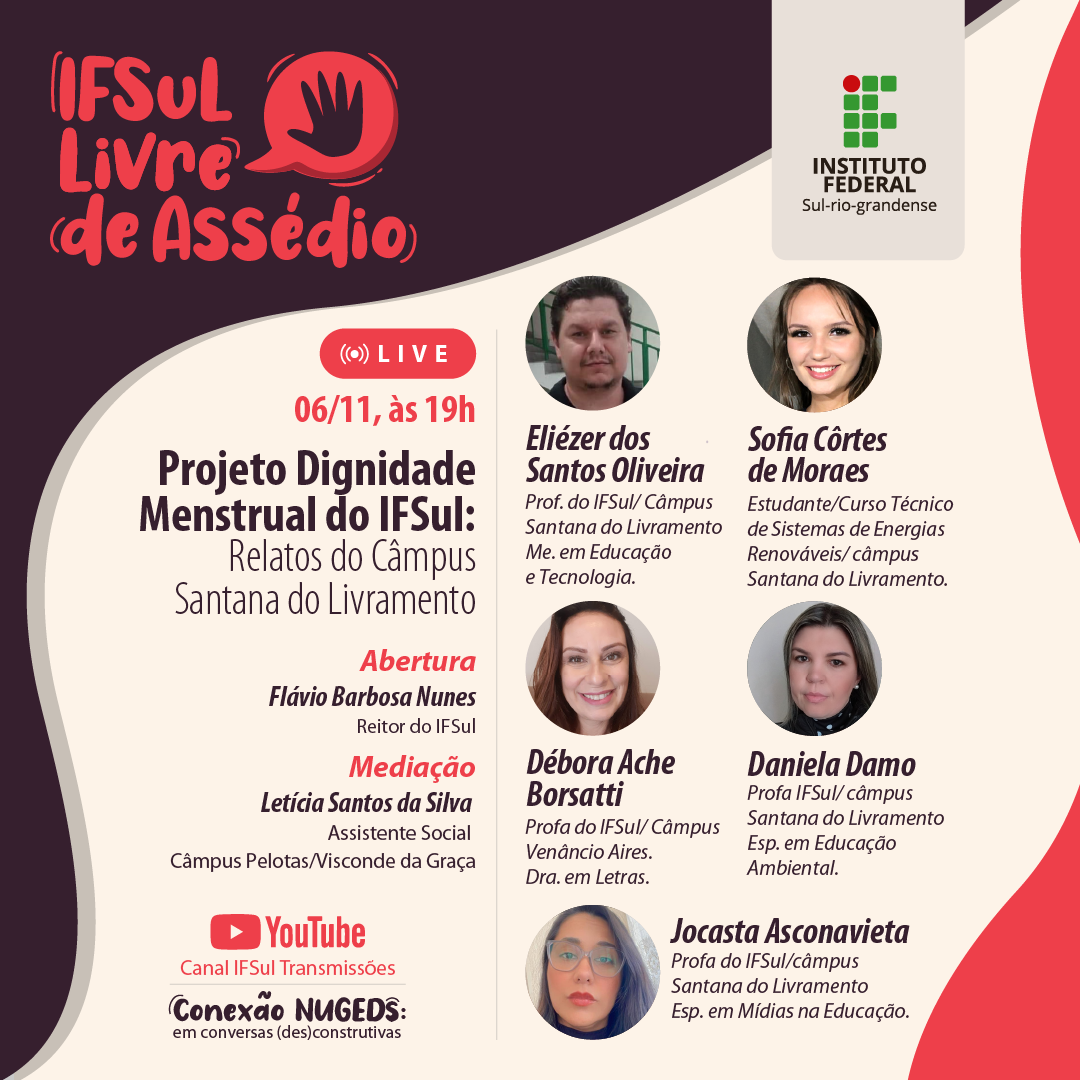 IFSul
Livre
de Assédio
INSTITUTO
FEDERAL
Sul-rio-grandense
LIVE
06/11, às 19h
Projeto Dignidade
Menstrual do IFSul:
Relatos do Câmpus
Santana do Livramento
Abertura
Flávio Barbosa Nunes
Reitor do IFSul
Mediação
Letícia Santos da Silva
Assistente Social
Câmpus Pelotas/Visconde da Graça
YouTube
Canal IFSul Transmissões
Conexão NUGEDS:
em conversas (des)construtivas
Eliézer dos
Santos Oliveira
Prof. do IFSul/ Câmpus
Santana do Livramento
Me. em Educação
e Tecnologia.
Sofia Côrtes
de Moraes
Estudante/Curso Técnico
de Sistemas de Energias
Renováveis/ câmpus
Santana do Livramento.
Débora Ache
Borsatti
Profa do IFSul/ Câmpus
Venâncio Aires.
Dra. em Letras.
Daniela Damo
Profa IFSul/ câmpus
Santana do Livramento
Esp. em Educação
Ambiental.
Jocasta Asconavieta
Profa do IFSul/câmpus
Santana do Livramento
Esp. em Mídias na Educação.